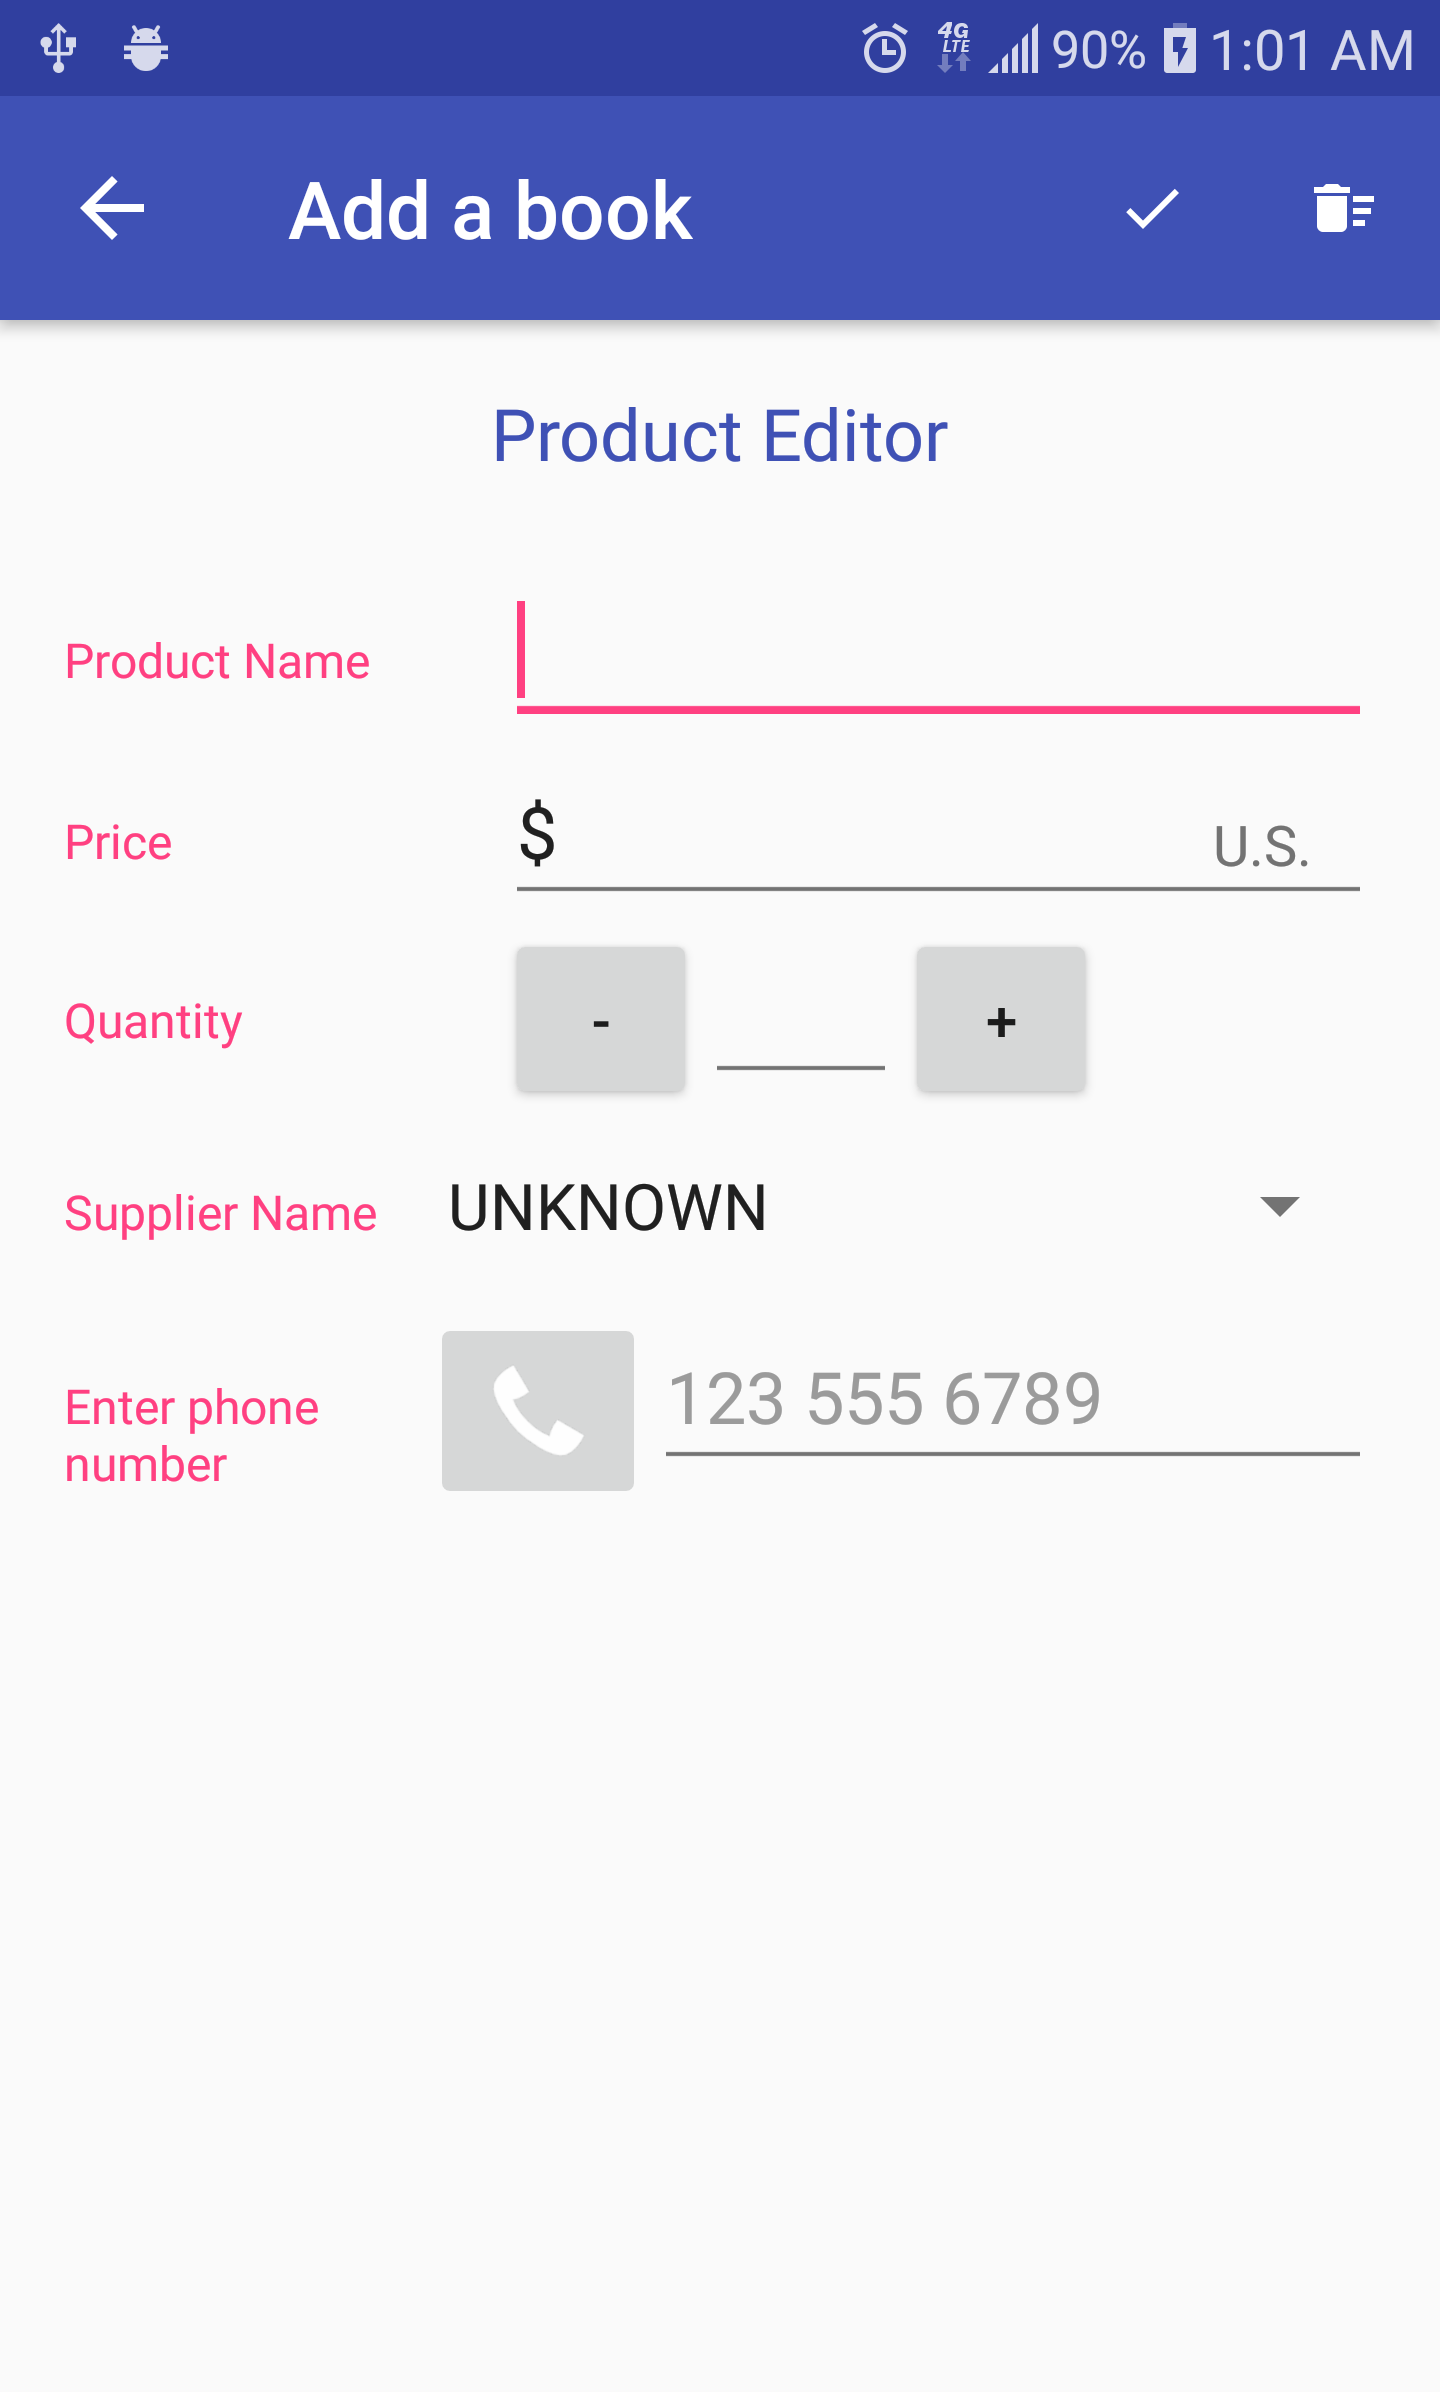 4G LTE 90% 1:01 AM
Add a book
Product Editor
Product Name
Price $ U.S.
Quantity - +
Supplier Name UNKNOWN
Enter phone number 123 555 6789